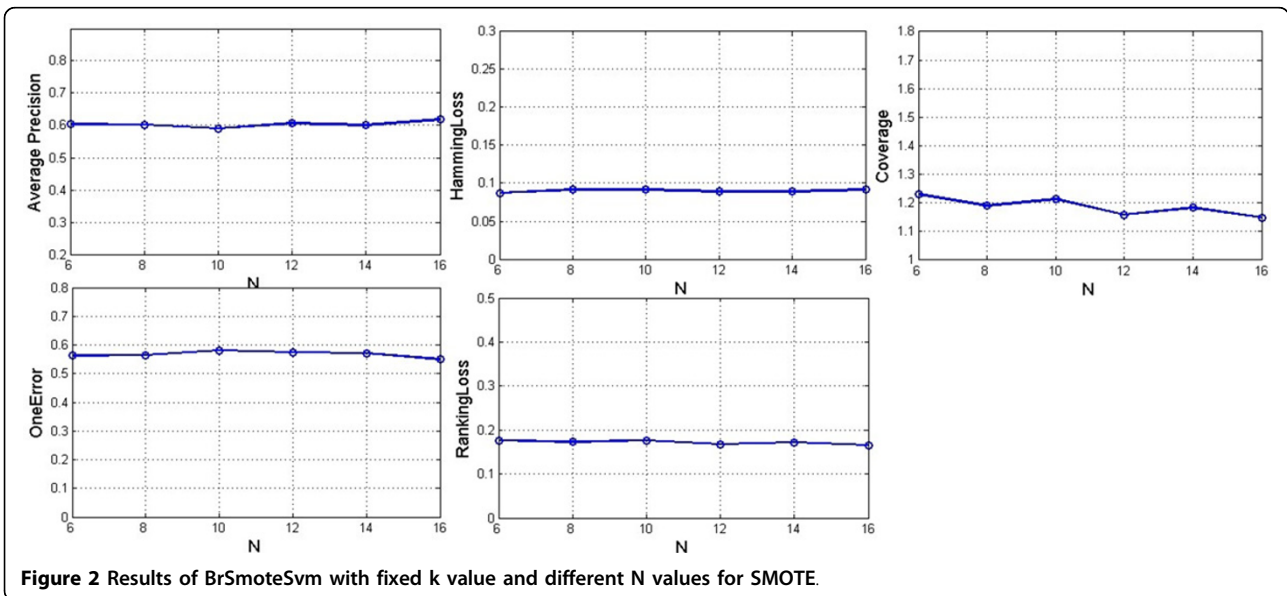 Average Precision
0.8
0.7
0.6
0.5
0.4
0.3
0.2
6 8 10 12 14 16
N
HammingLoss
0.3
0.25
0.2
0.15
0.1
0.05
0
6 8 10 12 14 16
N
Coverage
1.8
1.7
1.6
1.5
1.4
1.3
1.2
1.1
1
6 8 10 12 14 16
N
OneError
0.8
0.7
0.6
0.5
0.4
0.3
0.2
0.1
0
6 8 10 12 14 16
N
RankingLoss
0.5
0.4
0.3
0.2
0.1
0
6 8 10 12 14 16
N
Figure 2 Results of BrSmoteSvm with fixed k value and different N values for SMOTE.